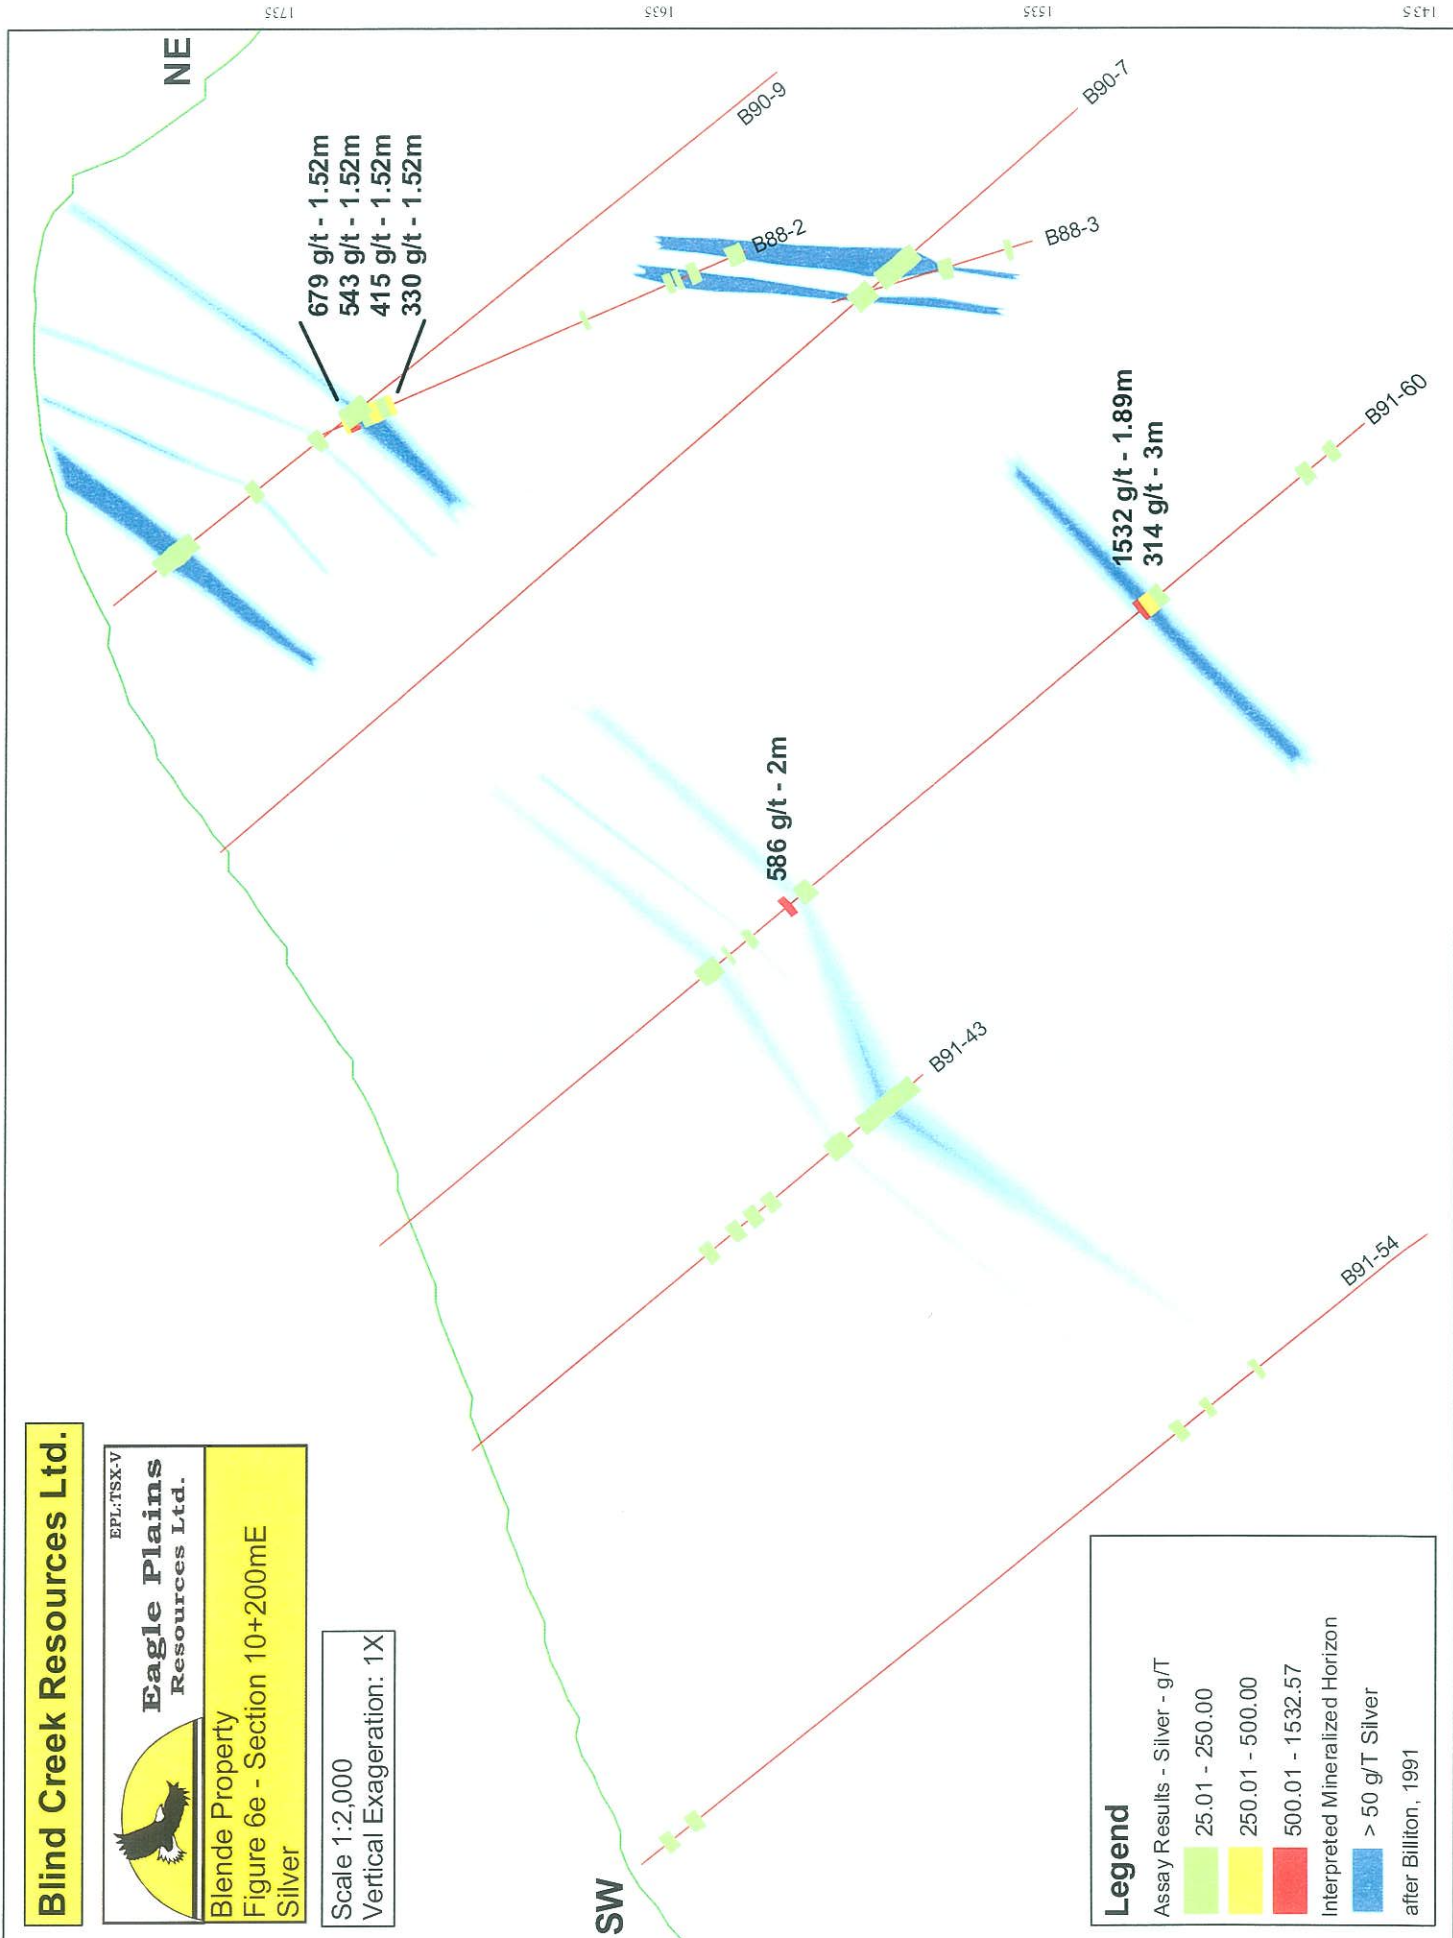 Blind Creek Resources Ltd.
EPL:TSX-V
Eagle Plains
Resources Ltd.
Blende Property
Figure 6e - Section 10+200mE
Silver
Scale 1:2,000
Vertical Exageration: 1X
SW
NE
1735
1635
1535
1435
679 g/t - 1.52m
543 g/t - 1.52m
415 g/t - 1.52m
330 g/t - 1.52m
B90-9
B88-2
B90-7
B88-3
1532 g/t - 1.89m
314 g/t - 3m
B91-60
586 g/t - 2m
B91-43
B91-54
Legend
Assay Results - Silver - g/T
25.01 - 250.00
250.01 - 500.00
500.01 - 1532.57
Interpreted Mineralized Horizon
> 50 g/T Silver
after Billiton, 1991